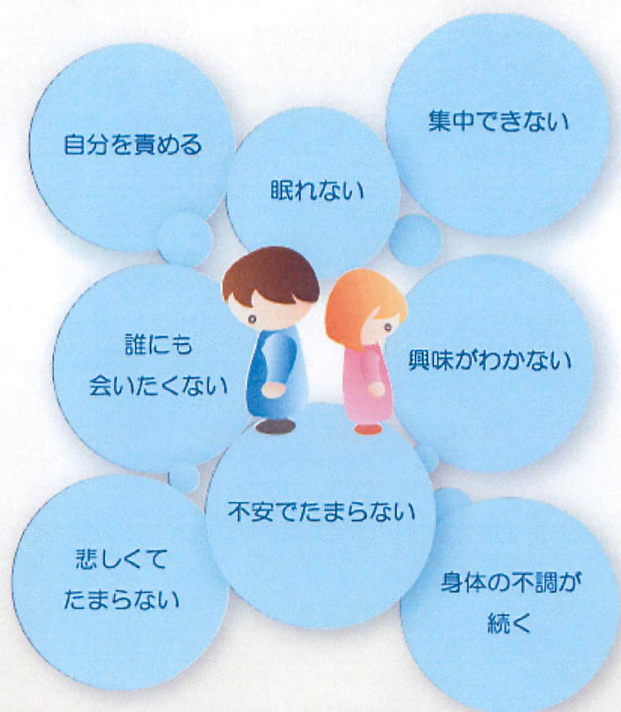 自分を責める
眠れない
集中できない
誰にも
会いたくない
興味がわかない
不安でたまらない
悲しくて
たまらない
身体の不調が
続く